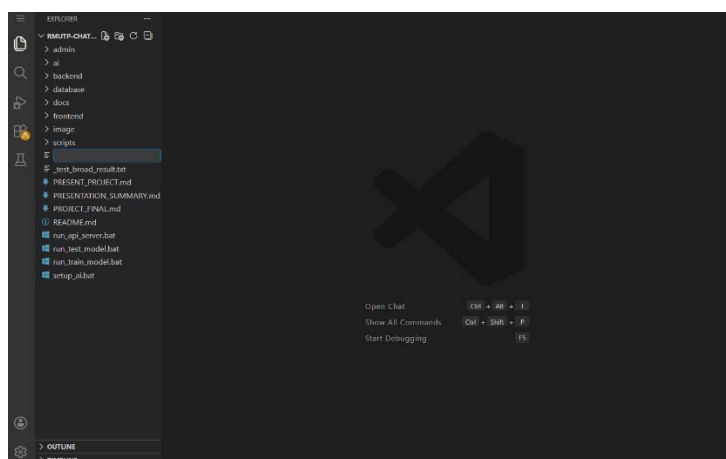 EXPLORER
RMUTP-CHAT...
admin
ai
backend
database
docs
frontend
image
scripts
_test_broad_result.txt
PRESENT_PROJECT.md
PRESENTATION_SUMMARY.md
PROJECT_FINAL.md
README.md
run_api_server.bat
run_test_model.bat
run_train_model.bat
setup_ai.bat
Open Chat Ctrl + Alt + I
Show All Commands Ctrl + Shift + P
Start Debugging F5
OUTLINE